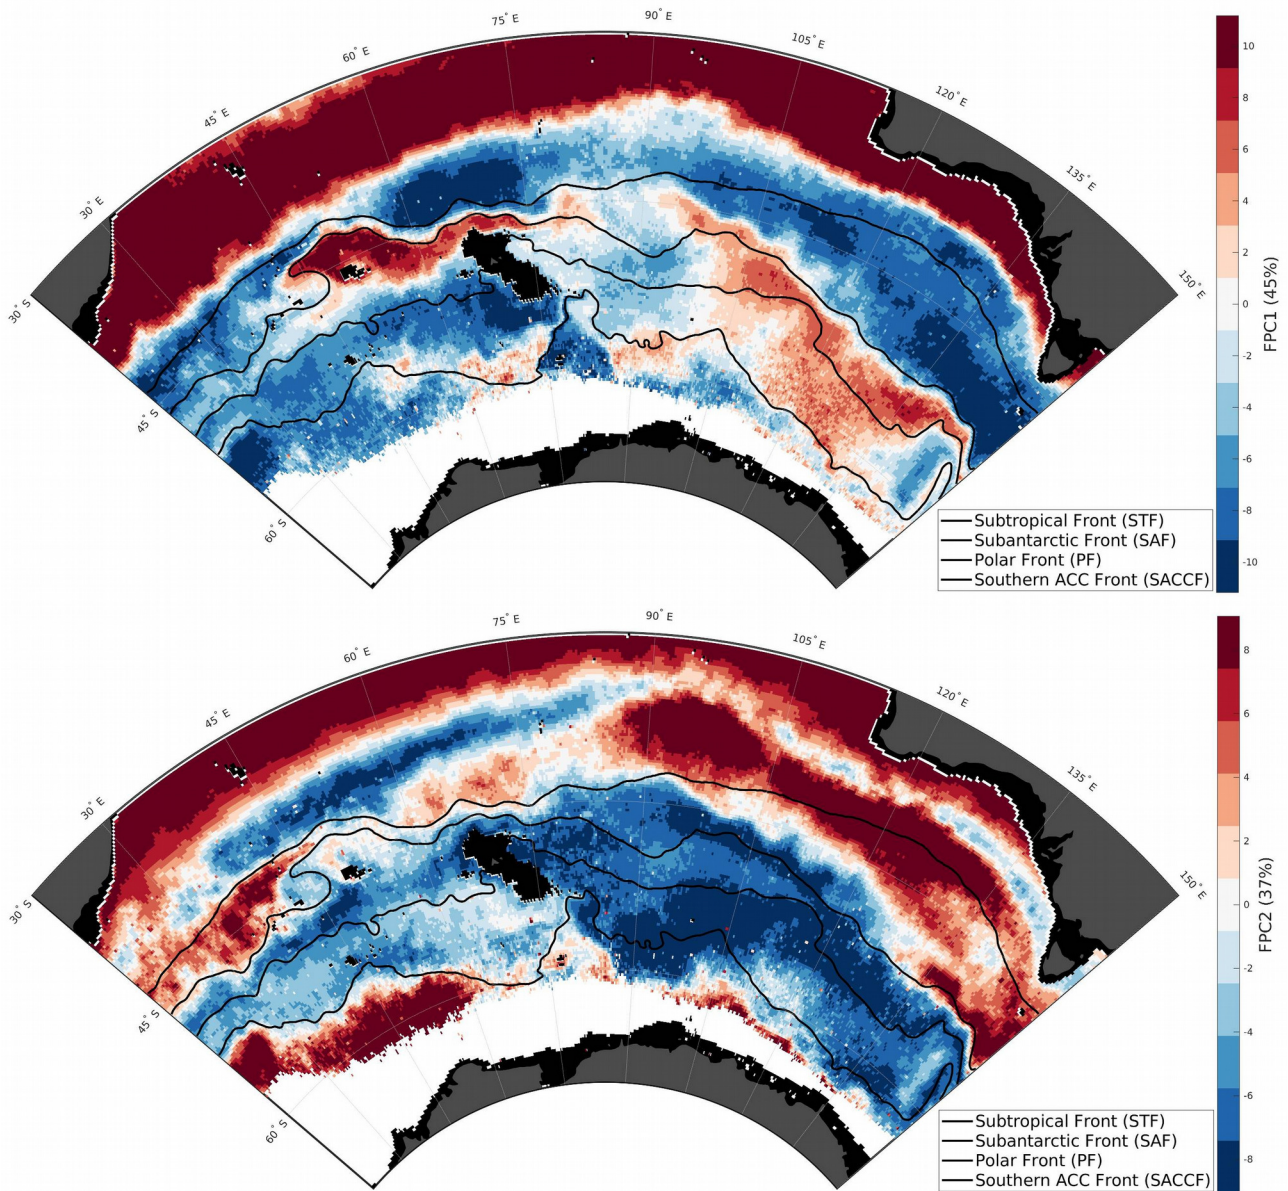 75° E
90° E
60° E
105° E
45° E
120° E
30° E
135° E
150° E
30° S
45° S
60° S
10
8
6
4
2
0
-2
-4
-6
-8
-10
FPC1 (45%)
Subtropical Front (STF)
Subantarctic Front (SAF)
Polar Front (PF)
Southern ACC Front (SACCF)
75° E
90° E
60° E
105° E
45° E
120° E
30° E
135° E
150° E
30° S
45° S
60° S
8
6
4
2
0
-2
-4
-6
-8
FPC2 (37%)
Subtropical Front (STF)
Subantarctic Front (SAF)
Polar Front (PF)
Southern ACC Front (SACCF)